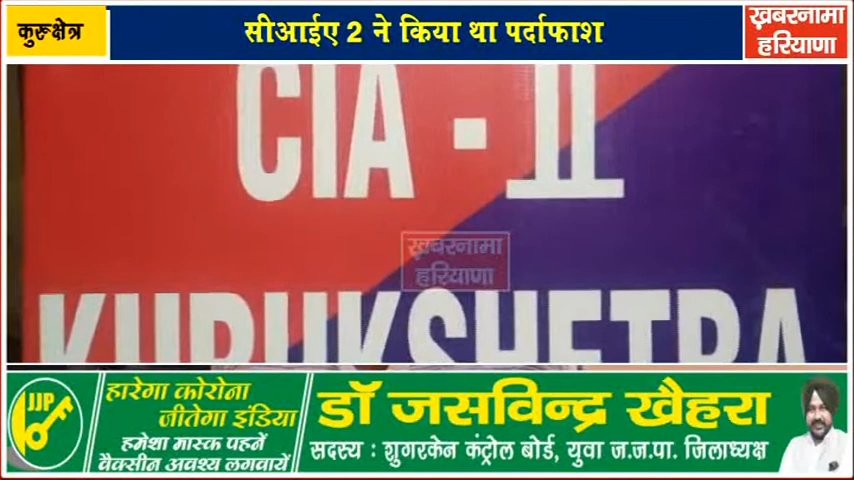 कुरूक्षेत्र
सीआईए 2 ने किया था पर्दाफाश
ख़बरनामा
हरियाणा
CIA - II
ख़बरनामा
हरियाणा
KURUKSHETRA
JJP
हारेगा कोरोना
जीतेगा इंडिया
हमेशा मास्क पहनें
वैक्सीन अवश्य लगवायें
डॉ जसविन्द्र खैहरा
सदस्य : शुगरकेन कंट्रोल बोर्ड, युवा ज.ज.पा. जिलाध्यक्ष